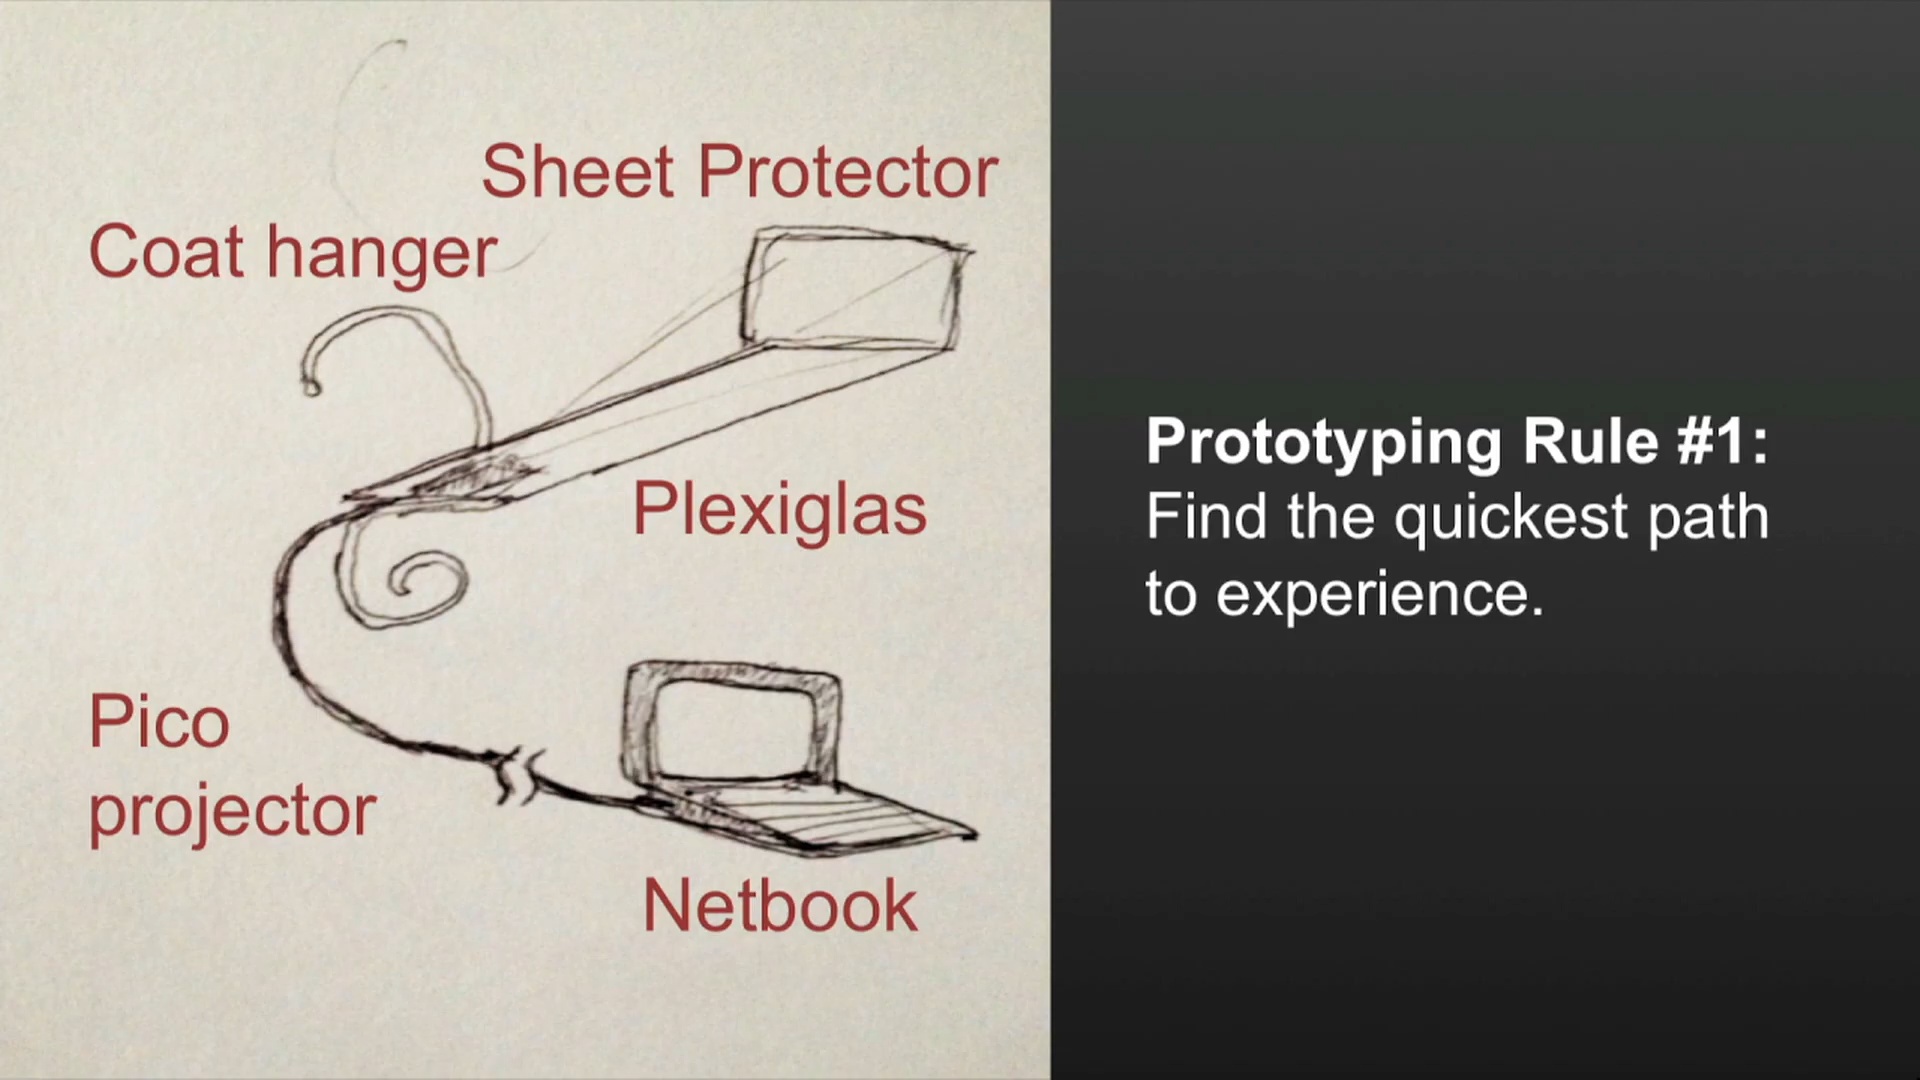 Sheet Protector
Coat hanger
Plexiglas
Pico
projector
Netbook
Prototyping Rule #1:
Find the quickest path
to experience.